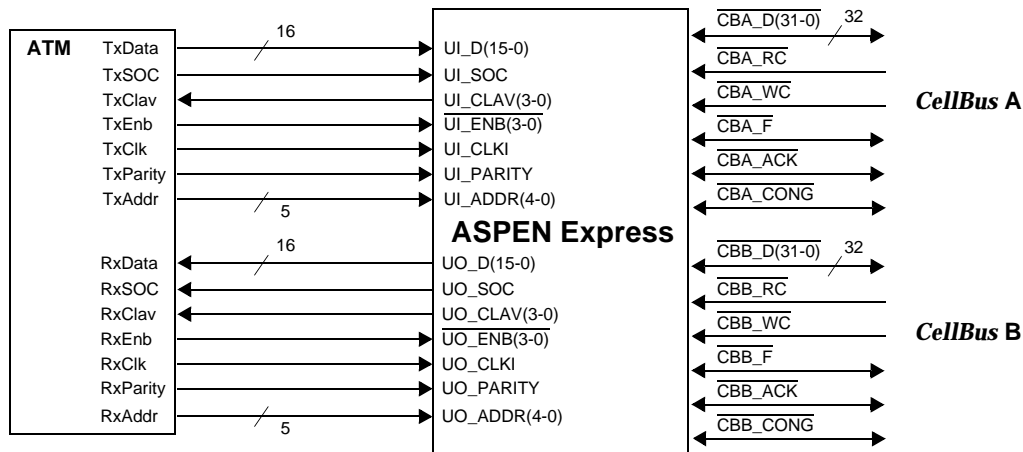 ATM
TxData
TxSOC
TxClav
TxEnb
TxClk
TxParity
TxAddr
RxData
RxSOC
RxClav
RxEnb
RxClk
RxParity
RxAddr
16
5
16
5
UI_D(15-0)
UI_SOC
UI_CLAV(3-0)
UI_ENB(3-0)
UI_CLKI
UI_PARITY
UI_ADDR(4-0)
ASPEN Express
UO_D(15-0)
UO_SOC
UO_CLAV(3-0)
UO_ENB(3-0)
UO_CLKI
UO_PARITY
UO_ADDR(4-0)
CBA_D(31-0)
32
CBA_RC
CBA_WC
CBA_F
CBA_ACK
CBA_CONG
CellBus A
CBB_D(31-0)
32
CBB_RC
CBB_WC
CBB_F
CBB_ACK
CBB_CONG
CellBus B